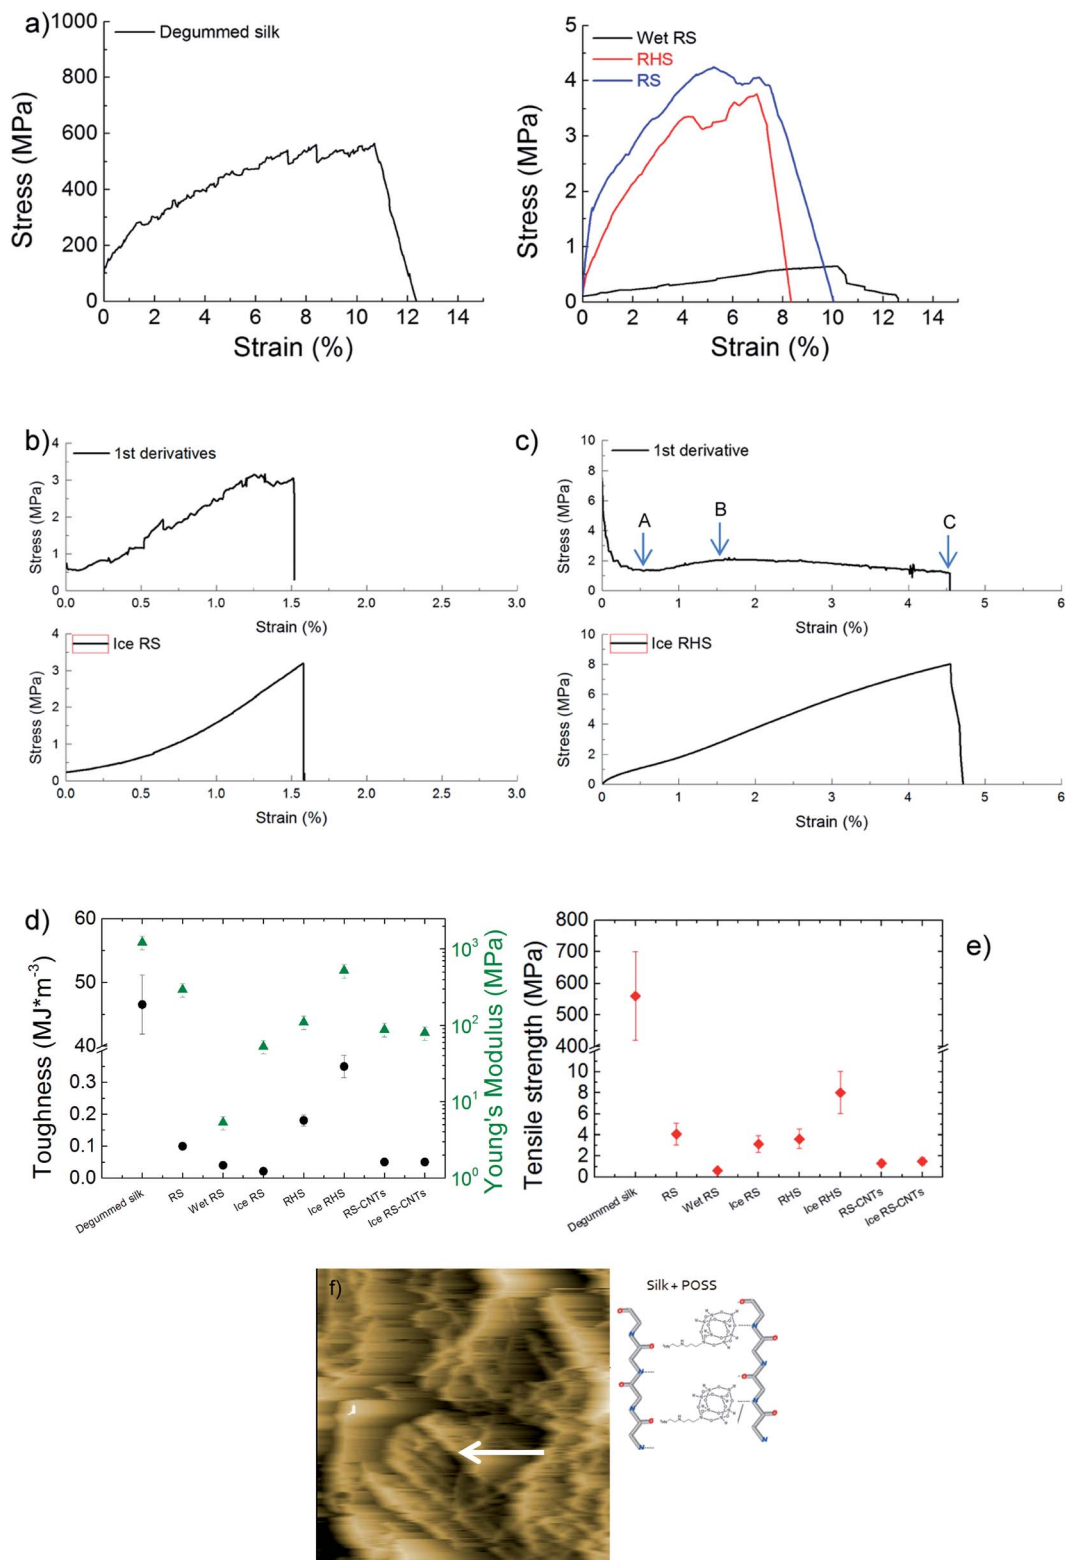 a)
Degummed silk
1000
800
600
400
200
0
Stress (MPa)
0 2 4 6 8 10 12 14
Strain (%)
Wet RS
RHS
RS
5
4
3
2
1
0
Stress (MPa)
0 2 4 6 8 10 12 14
Strain (%)
b)
1st derivatives
4
3
2
1
0
Stress (MPa)
0.0 0.5 1.0 1.5 2.0 2.5 3.0
Strain (%)
Ice RS
4
3
2
1
0
Stress (MPa)
0.0 0.5 1.0 1.5 2.0 2.5 3.0
Strain (%)
c)
1st derivative
A B C
10
8
6
4
2
0
Stress (MPa)
0 1 2 3 4 5 6
Strain (%)
Ice RHS
10
8
6
4
2
0
Stress (MPa)
0 1 2 3 4 5 6
Strain (%)
d)
60
50
40
0.3
0.2
0.1
0.0
Toughness (MJ*m⁻³)
10³
10²
10¹
10⁰
Young's Modulus (MPa)
Degummed silk
RS
Wet RS
Ice RS
RHS
Ice RHS
RS-CNTs
Ice RS-CNTs
e)
800
700
600
500
400
10
8
6
4
2
0
Tensile strength (MPa)
Degummed silk
RS
Wet RS
Ice RS
RHS
Ice RHS
RS-CNTs
Ice RS-CNTs
f)
Silk + POSS